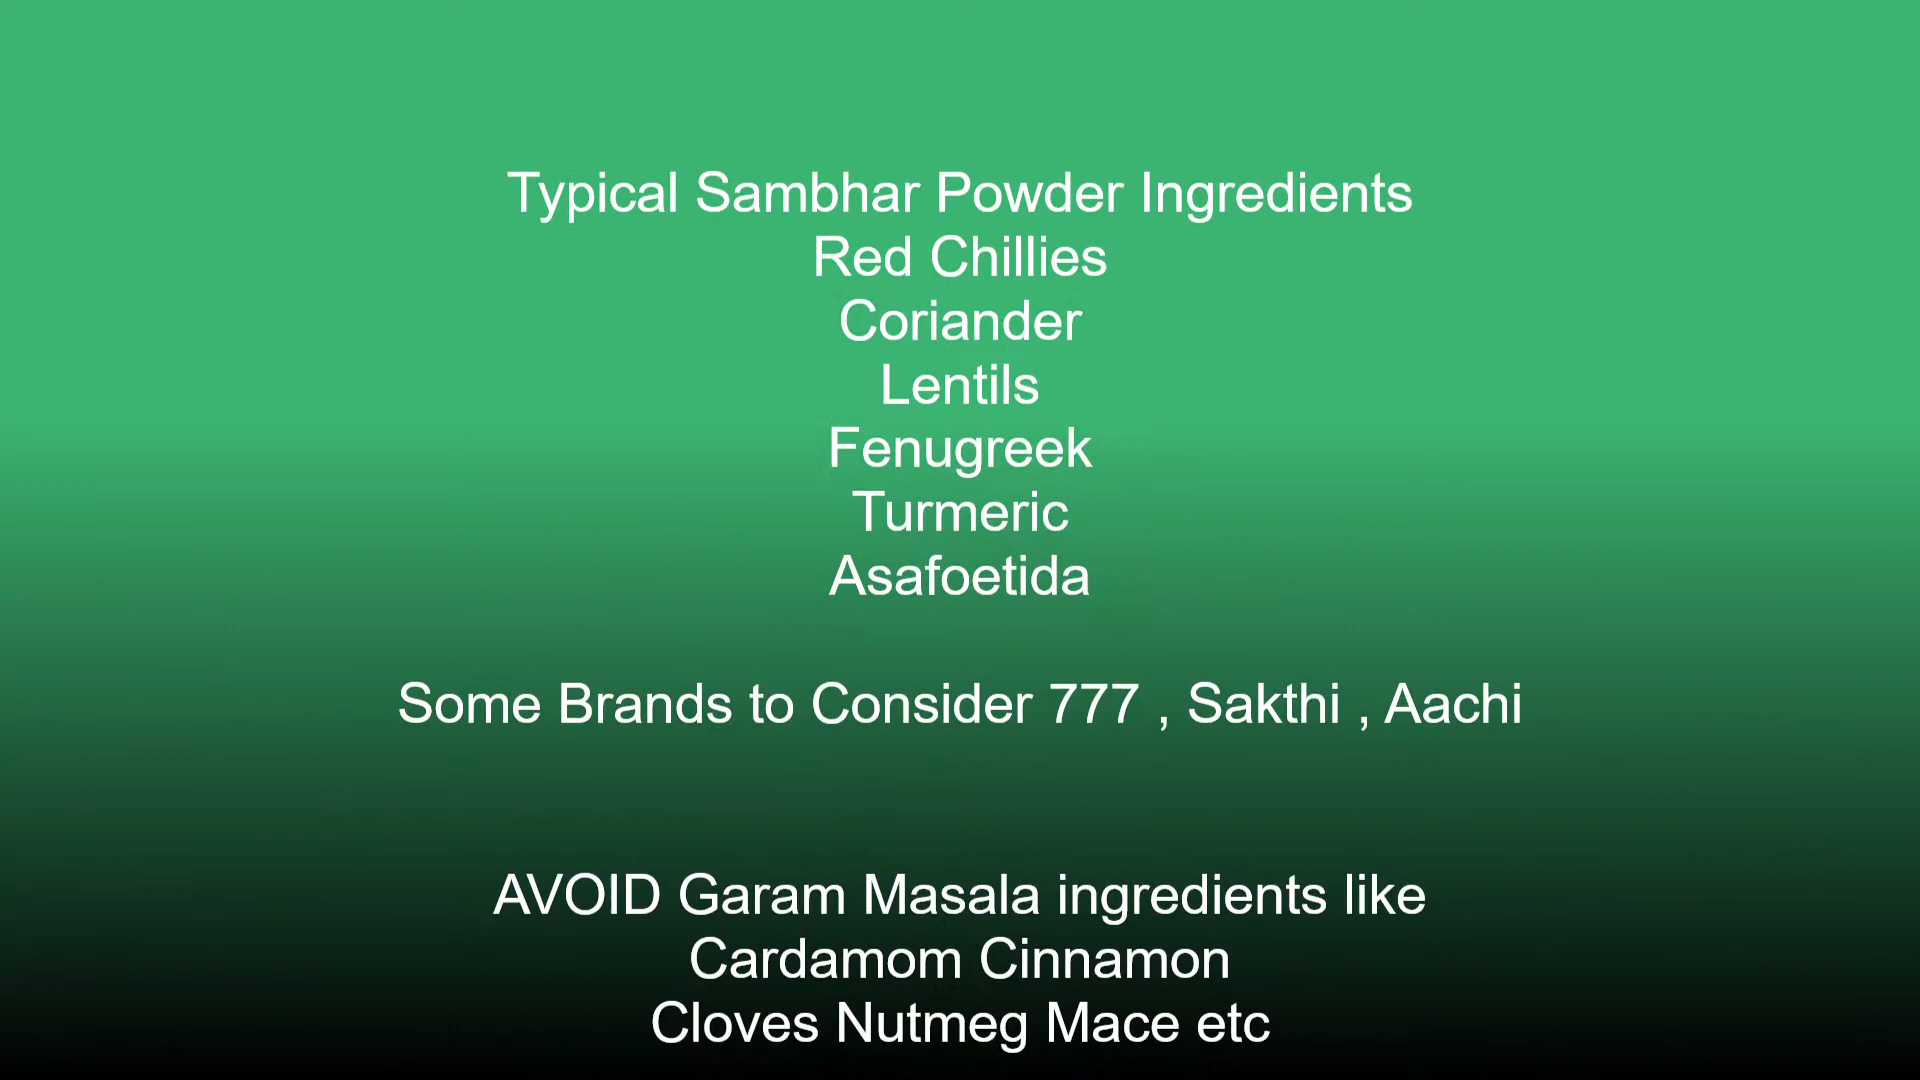 Typical Sambhar Powder Ingredients
Red Chillies
Coriander
Lentils
Fenugreek
Turmeric
Asafoetida
Some Brands to Consider 777 , Sakthi , Aachi
AVOID Garam Masala ingredients like
Cardamom Cinnamon
Cloves Nutmeg Mace etc